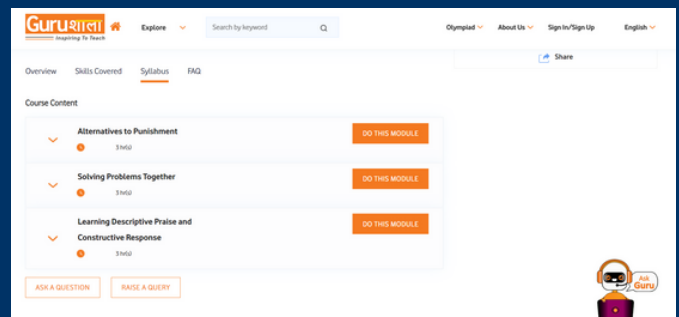 Guruशाला
Inspiring To Teach
Explore
Search by keyword
Olympiad
About Us
Sign In/Sign Up
English
Share
Overview
Skills Covered
Syllabus
FAQ
Course Content
Alternatives to Punishment
3 hr(s)
DO THIS MODULE
Solving Problems Together
3 hr(s)
DO THIS MODULE
Learning Descriptive Praise and
Constructive Response
3 hr(s)
DO THIS MODULE
ASK A QUESTION
RAISE A QUERY
Ask
Guru